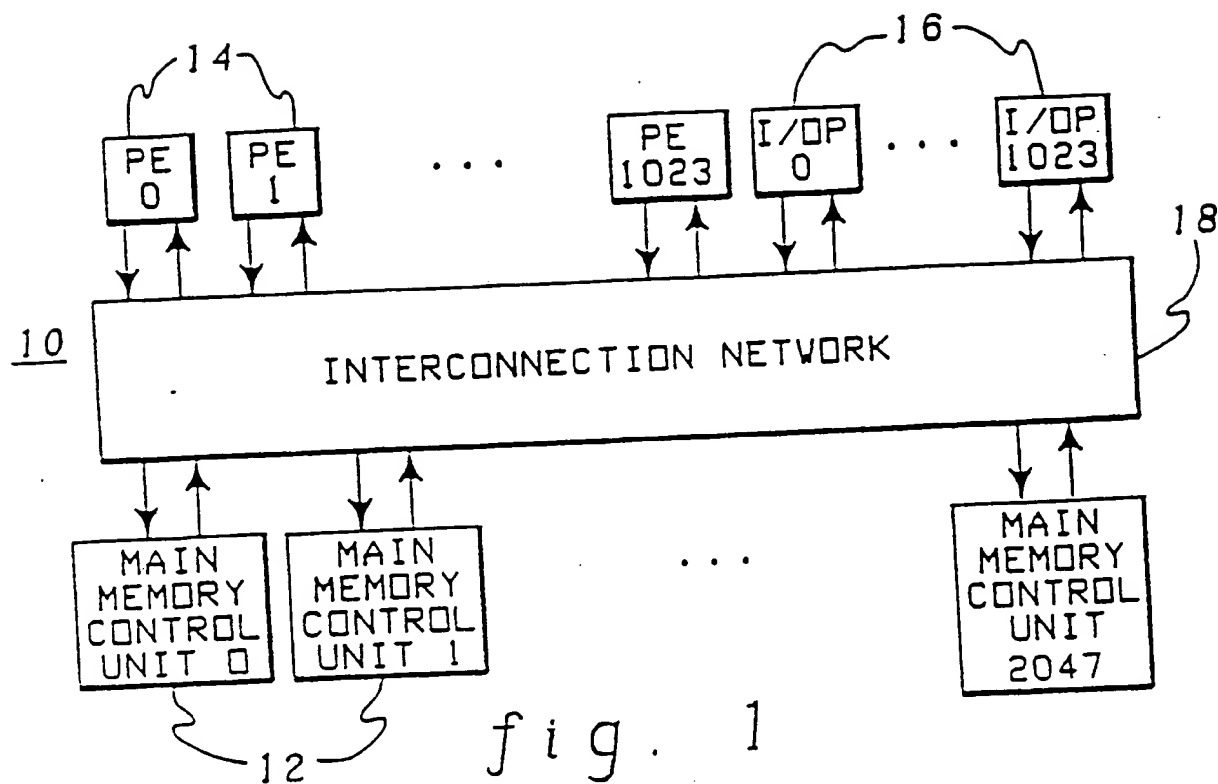 14
16
PE
0
PE
1
. . .
PE
1023
I/OP
0
. . .
I/OP
1023
18
10
INTERCONNECTION NETWORK
MAIN
MEMORY
CONTROL
UNIT 0
MAIN
MEMORY
CONTROL
UNIT 1
. . .
MAIN
MEMORY
CONTROL
UNIT
2047
12
fig. 1